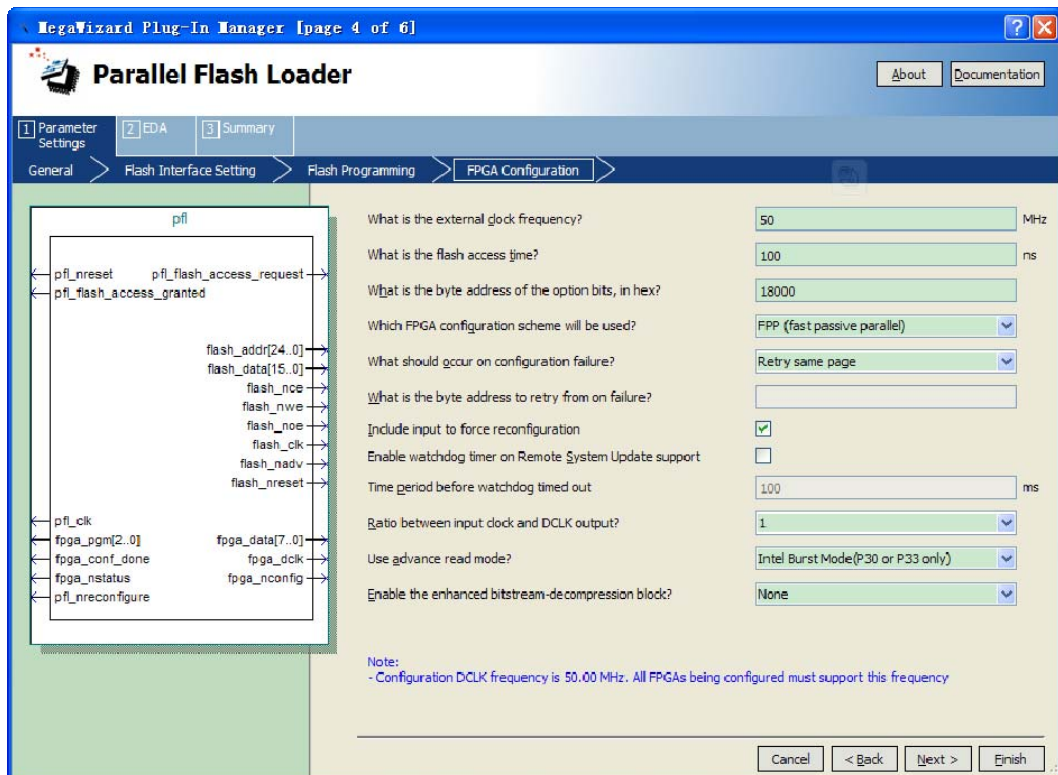 MegaWizard Plug-In Manager [page 4 of 6]
Parallel Flash Loader
About
Documentation
1 Parameter Settings
2 EDA
3 Summary
General
Flash Interface Setting
Flash Programming
FPGA Configuration
pfl
pfl_nreset pfl_flash_access_request
pfl_flash_access_granted
flash_addr[24..0]
flash_data[15..0]
flash_nce
flash_nwe
flash_noe
flash_clk
flash_nadv
flash_nreset
pfl_clk
fpga_pgm[2..0] fpga_data[7..0]
fpga_conf_done fpga_dclk
fpga_nstatus fpga_nconfig
pfl_nreconfigure
What is the external clock frequency? 50 MHz
What is the flash access time? 100 ns
What is the byte address of the option bits, in hex? 18000
Which FPGA configuration scheme will be used? FPP (fast passive parallel)
What should occur on configuration failure? Retry same page
What is the byte address to retry from on failure?
Include input to force reconfiguration
Enable watchdog timer on Remote System Update support
Time period before watchdog timed out 100 ms
Ratio between input clock and DCLK output? 1
Use advance read mode? Intel Burst Mode(P30 or P33 only)
Enable the enhanced bitstream-decompression block? None
Note:
- Configuration DCLK frequency is 50.00 MHz. All FPGAs being configured must support this frequency
Cancel
< Back
Next >
Finish